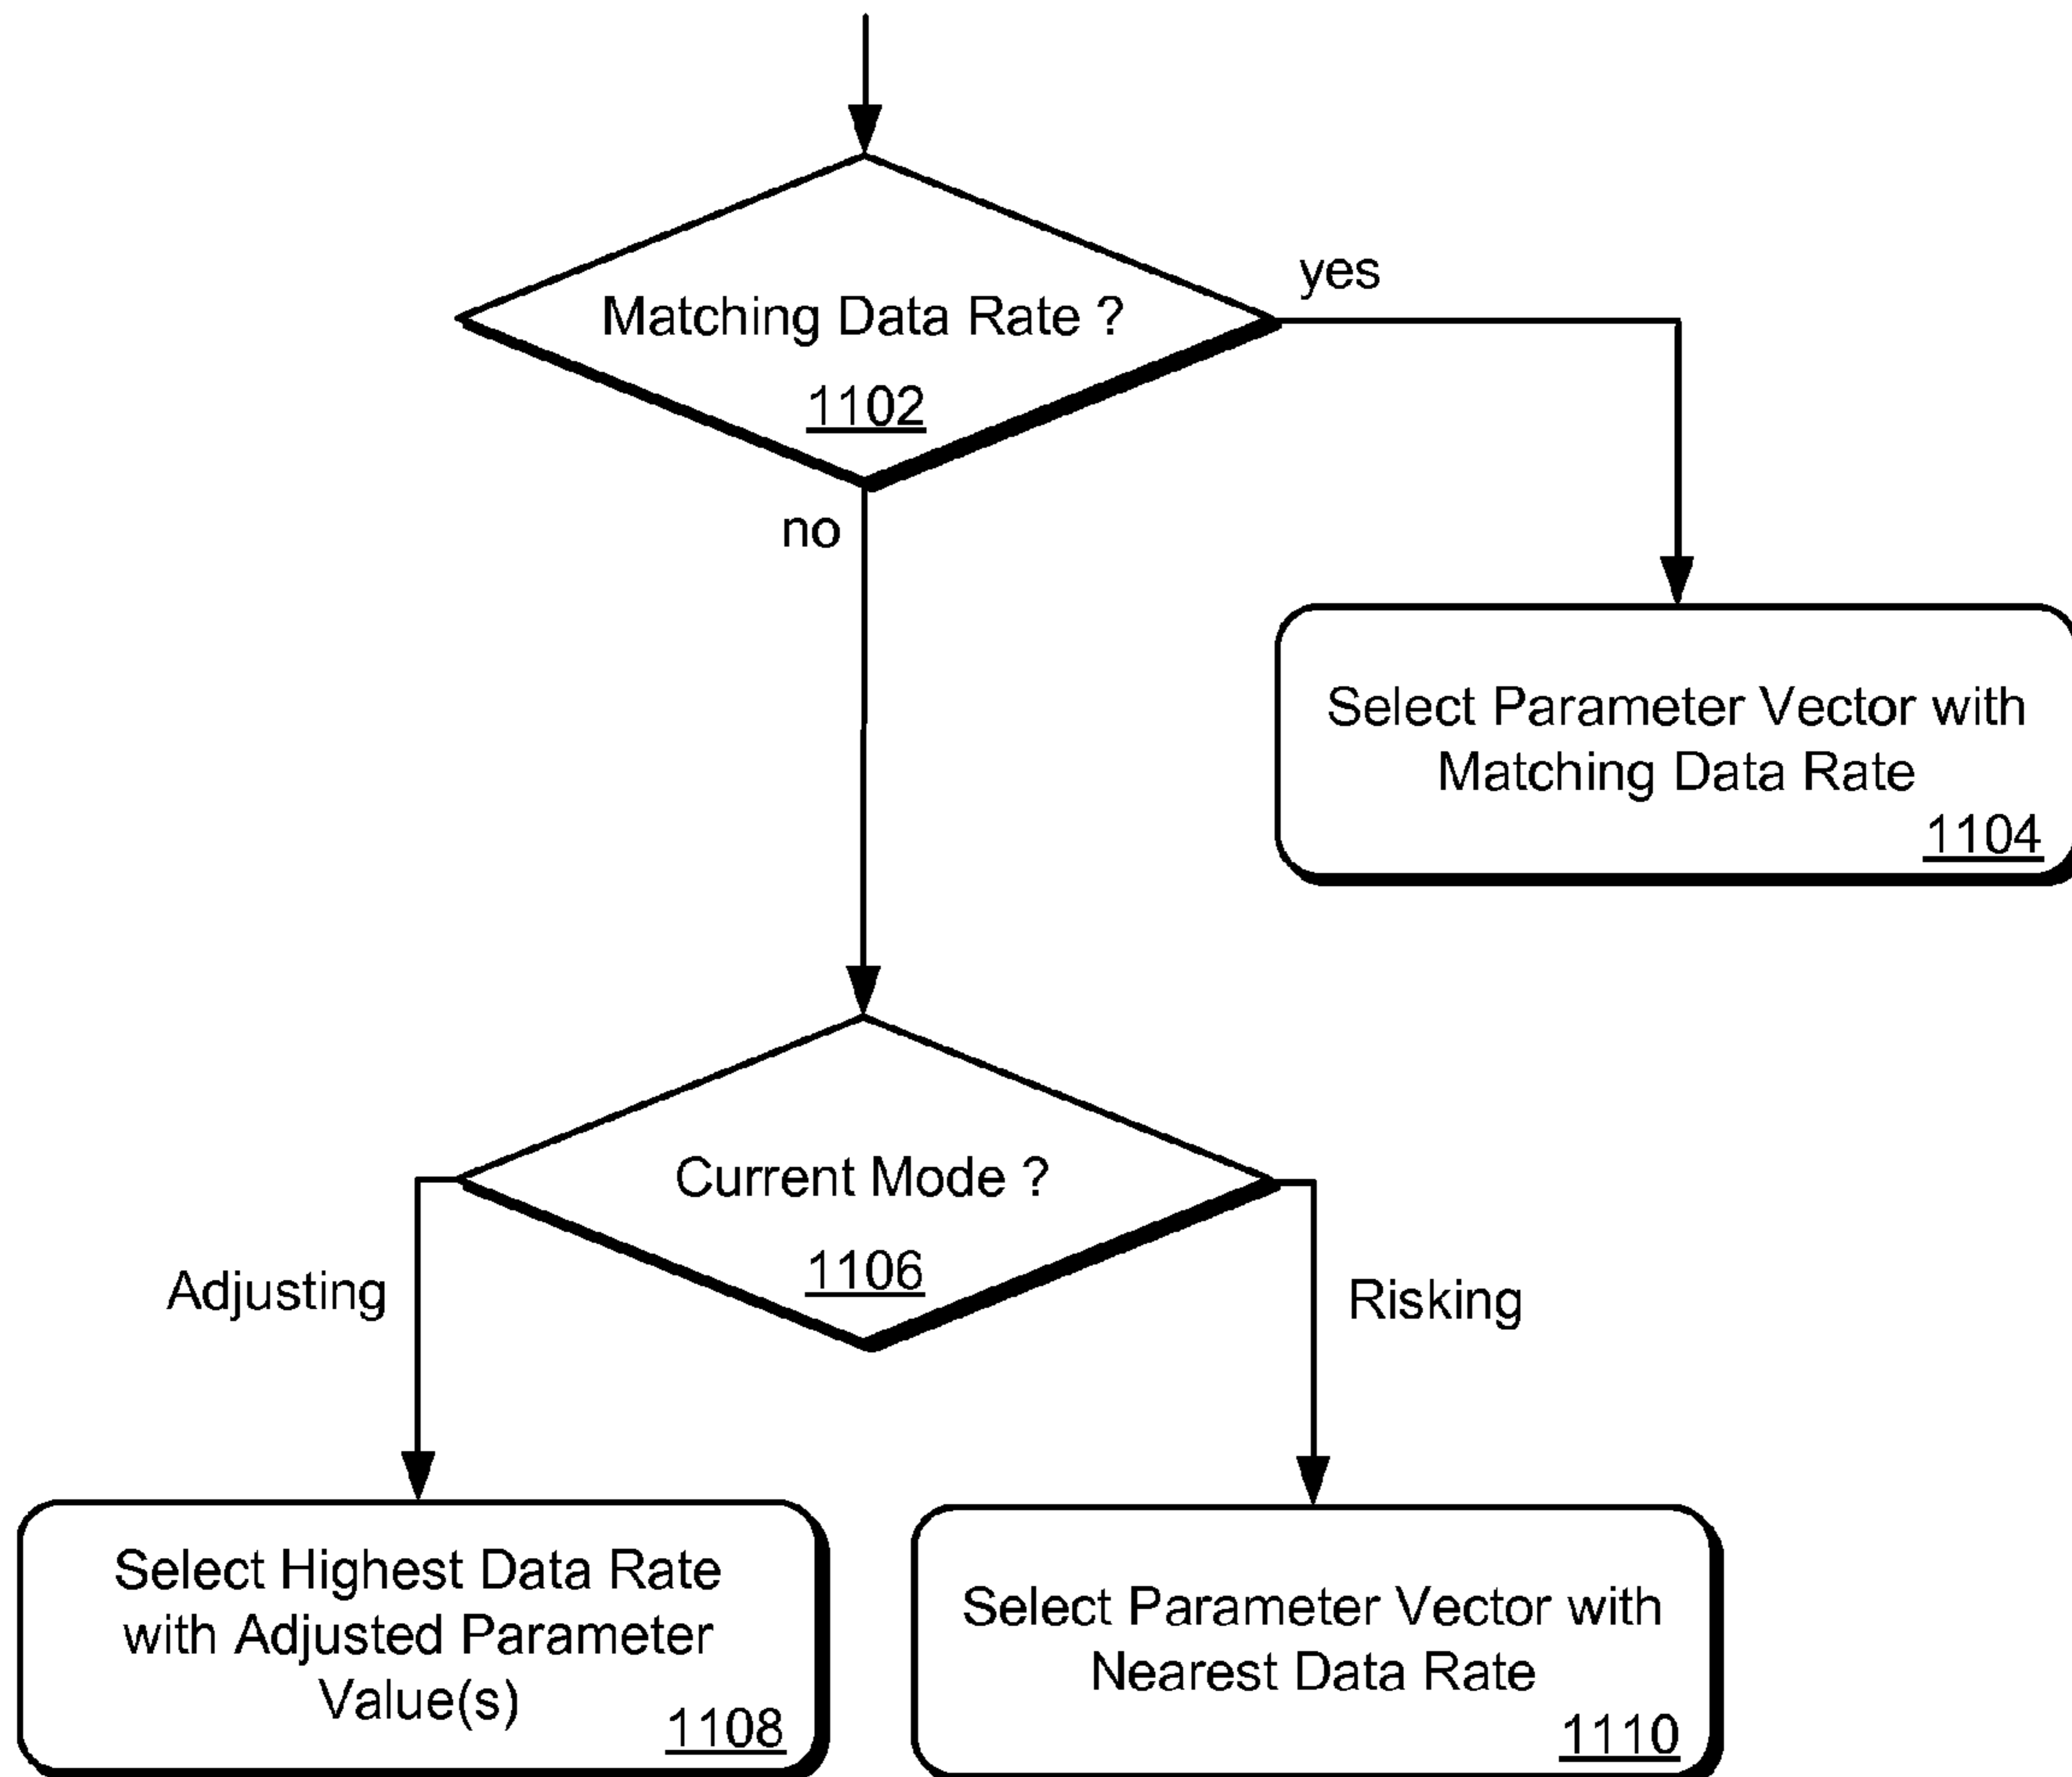 Matching Data Rate ?
1102
yes
no
Select Parameter Vector with
Matching Data Rate
1104
Current Mode ?
1106
Adjusting
Risking
Select Highest Data Rate
with Adjusted Parameter
Value(s)
1108
Select Parameter Vector with
Nearest Data Rate
1110